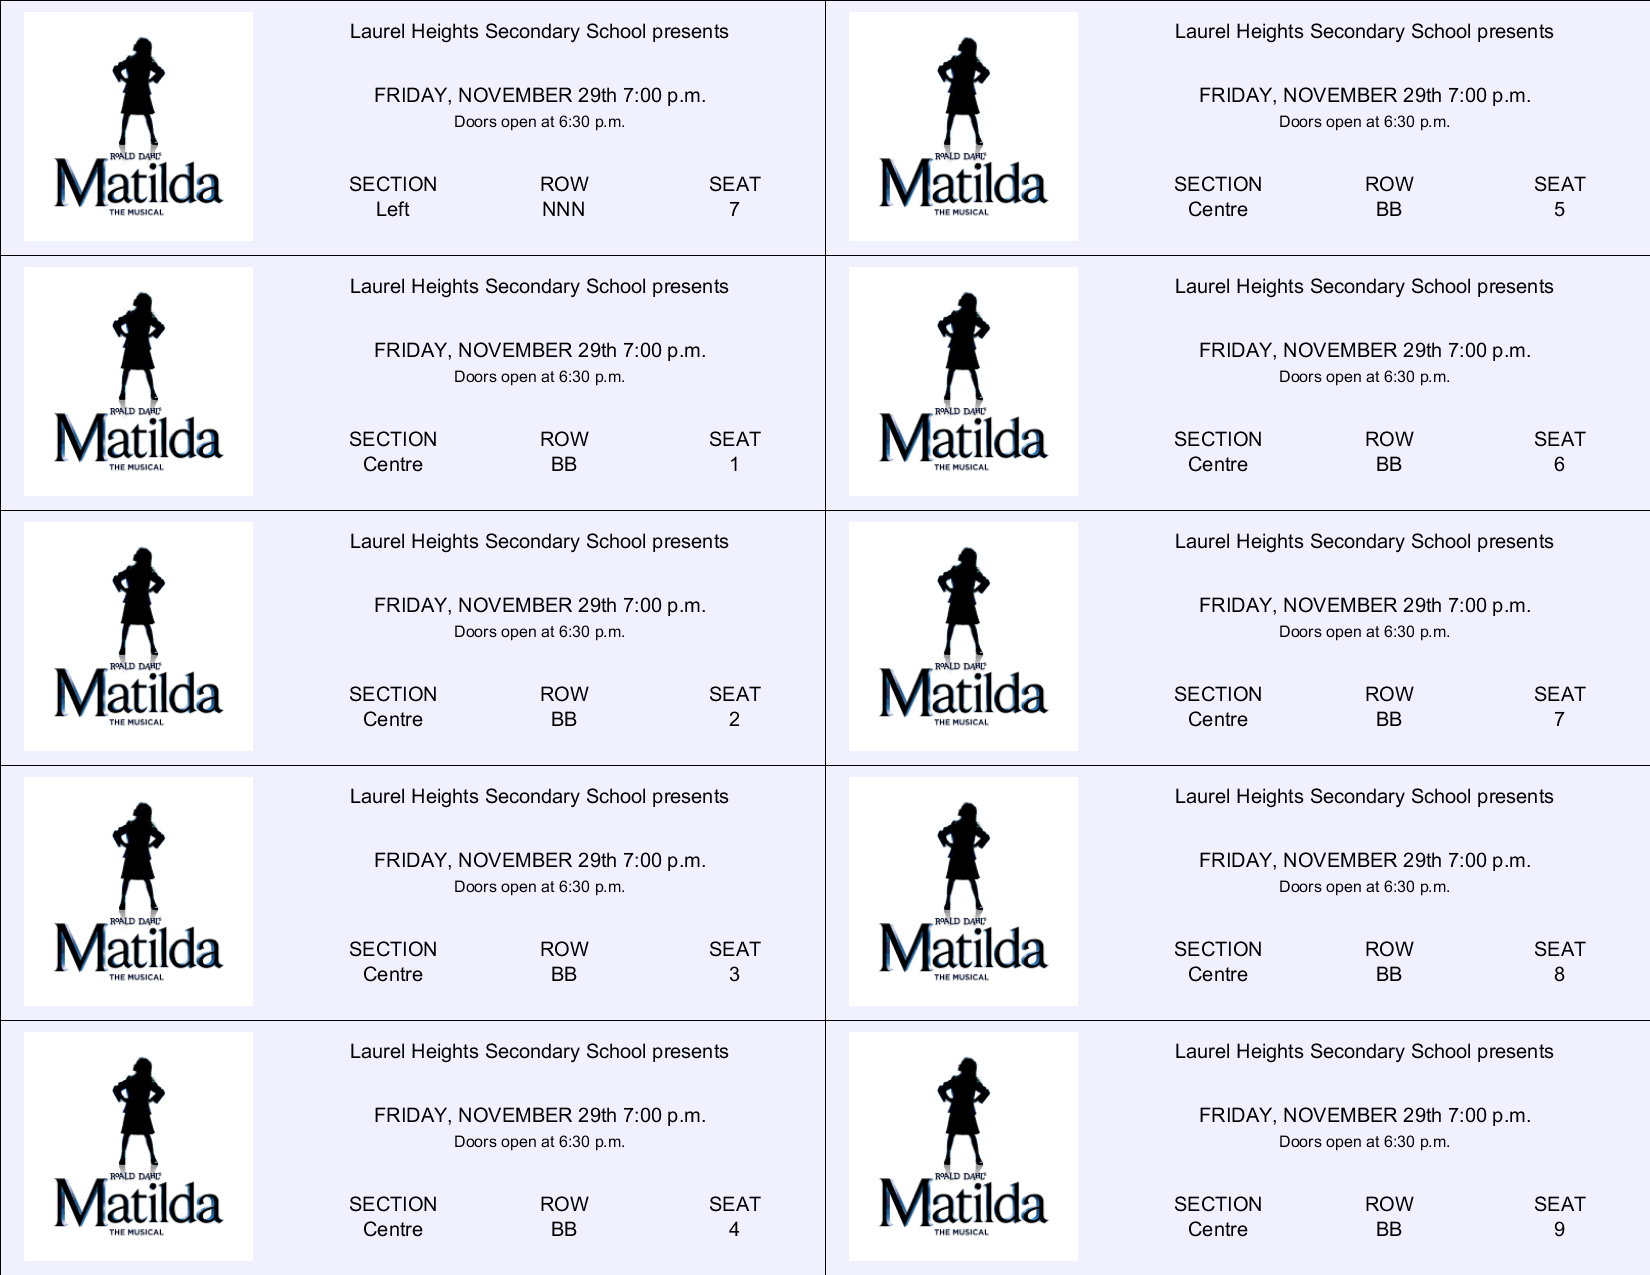 Laurel Heights Secondary School presents
FRIDAY, NOVEMBER 29th 7:00 p.m.
Doors open at 6:30 p.m.
ROALD DAHL'S
Matilda
THE MUSICAL
SECTION ROW SEAT
Left NNN 7
Laurel Heights Secondary School presents
FRIDAY, NOVEMBER 29th 7:00 p.m.
Doors open at 6:30 p.m.
ROALD DAHL'S
Matilda
THE MUSICAL
SECTION ROW SEAT
Centre BB 5
Laurel Heights Secondary School presents
FRIDAY, NOVEMBER 29th 7:00 p.m.
Doors open at 6:30 p.m.
ROALD DAHL'S
Matilda
THE MUSICAL
SECTION ROW SEAT
Centre BB 1
Laurel Heights Secondary School presents
FRIDAY, NOVEMBER 29th 7:00 p.m.
Doors open at 6:30 p.m.
ROALD DAHL'S
Matilda
THE MUSICAL
SECTION ROW SEAT
Centre BB 6
Laurel Heights Secondary School presents
FRIDAY, NOVEMBER 29th 7:00 p.m.
Doors open at 6:30 p.m.
ROALD DAHL'S
Matilda
THE MUSICAL
SECTION ROW SEAT
Centre BB 2
Laurel Heights Secondary School presents
FRIDAY, NOVEMBER 29th 7:00 p.m.
Doors open at 6:30 p.m.
ROALD DAHL'S
Matilda
THE MUSICAL
SECTION ROW SEAT
Centre BB 7
Laurel Heights Secondary School presents
FRIDAY, NOVEMBER 29th 7:00 p.m.
Doors open at 6:30 p.m.
ROALD DAHL'S
Matilda
THE MUSICAL
SECTION ROW SEAT
Centre BB 3
Laurel Heights Secondary School presents
FRIDAY, NOVEMBER 29th 7:00 p.m.
Doors open at 6:30 p.m.
ROALD DAHL'S
Matilda
THE MUSICAL
SECTION ROW SEAT
Centre BB 8
Laurel Heights Secondary School presents
FRIDAY, NOVEMBER 29th 7:00 p.m.
Doors open at 6:30 p.m.
ROALD DAHL'S
Matilda
THE MUSICAL
SECTION ROW SEAT
Centre BB 4
Laurel Heights Secondary School presents
FRIDAY, NOVEMBER 29th 7:00 p.m.
Doors open at 6:30 p.m.
ROALD DAHL'S
Matilda
THE MUSICAL
SECTION ROW SEAT
Centre BB 9